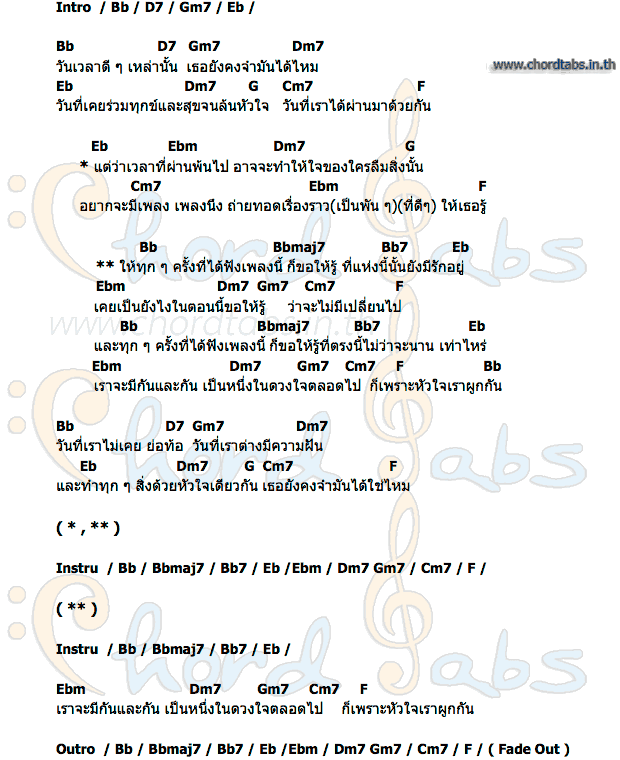 Intro / Bb / D7 / Gm7 / Eb /
www.chordtabs.in.th
Bb D7 Gm7 Dm7
วันเวลาดี ๆ เหล่านั้น เธอยังคงจำมันได้ไหม
Eb Dm7 G Cm7 F
วันที่เคยร่วมทุกข์และสุขจนล้นหัวใจ วันที่เราได้ผ่านมาด้วยกัน
Eb Ebm Dm7 G
* แต่ว่าเวลาที่ผ่านพ้นไป อาจจะทำให้ใจของใครลืมสิ่งนั้น
Cm7 Ebm F
อยากจะมีเพลง เพลงนึง ถ่ายทอดเรื่องราว(เป็นพัน ๆ)(ที่ดีๆ) ให้เธอรู้
Bb Bbmaj7 Bb7 Eb
** ให้ทุก ๆ ครั้งที่ได้ฟังเพลงนี้ ก็ขอให้รู้ ที่แห่งนี้นั้นยังมีรักอยู่
Ebm Dm7 Gm7 Cm7 F
เคยเป็นยังไงในตอนนี้ขอให้รู้ ว่าจะไม่มีเปลี่ยนไป
www.chordtabs.in.th
Bb Bbmaj7 Bb7 Eb
และทุก ๆ ครั้งที่ได้ฟังเพลงนี้ ก็ขอให้รู้ที่ตรงนี้ไม่ว่าจะนาน เท่าไหร่
Ebm Dm7 Gm7 Cm7 F Bb
เราจะมีกันและกัน เป็นหนึ่งในดวงใจตลอดไป ก็เพราะหัวใจเราผูกกัน
Bb D7 Gm7 Dm7
วันที่เราไม่เคย ย่อท้อ วันที่เราต่างมีความฝัน
Eb Dm7 G Cm7 F
และทำทุก ๆ สิ่งด้วยหัวใจเดียวกัน เธอยังคงจำมันได้ใช่ไหม
( * , ** )
Instru / Bb / Bbmaj7 / Bb7 / Eb /Ebm / Dm7 Gm7 / Cm7 / F /
( ** )
Instru / Bb / Bbmaj7 / Bb7 / Eb /
Ebm Dm7 Gm7 Cm7 F
เราจะมีกันและกัน เป็นหนึ่งในดวงใจตลอดไป ก็เพราะหัวใจเราผูกกัน
Outro / Bb / Bbmaj7 / Bb7 / Eb /Ebm / Dm7 Gm7 / Cm7 / F / ( Fade Out )